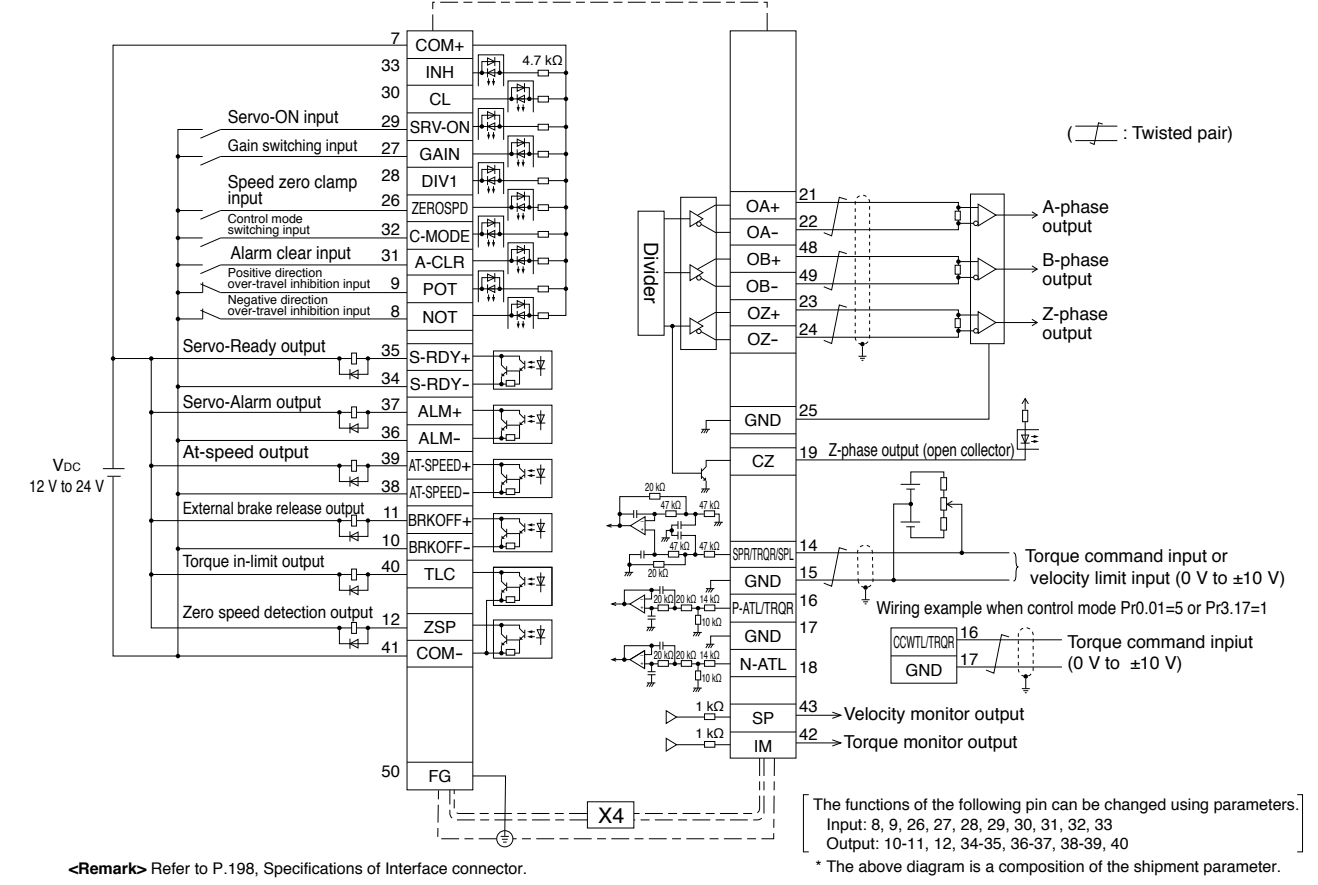 7 COM+
33 INH 4.7 kΩ
30 CL
Servo-ON input 29 SRV-ON
Gain switching input 27 GAIN
28 DIV1
Speed zero clamp
input 26 ZEROSPD
Control mode
switching input 32 C-MODE
Alarm clear input 31 A-CLR
Positive direction
over-travel inhibition input 9 POT
Negative direction
over-travel inhibition input 8 NOT
Servo-Ready output 35 S-RDY+
34 S-RDY-
Servo-Alarm output 37 ALM+
36 ALM-
At-speed output 39 AT-SPEED+
38 AT-SPEED-
VDC
12 V to 24 V
External brake release output 11 BRKOFF+
10 BRKOFF-
Torque in-limit output 40 TLC
Zero speed detection output 12 ZSP
41 COM-
50 FG
X4
( : Twisted pair)
Divider
OA+ 21
OA- 22
A-phase
output
OB+ 48
OB- 49
B-phase
output
OZ+ 23
OZ- 24
Z-phase
output
GND 25
CZ 19 Z-phase output (open collector)
20 kΩ
47 kΩ 47 kΩ
47 kΩ 47 kΩ
20 kΩ
SPR/TRQR/SPL 14
GND 15
Torque command input or
velocity limit input (0 V to ±10 V)
20 kΩ 20 kΩ 14 kΩ
10 kΩ
P-ATL/TRQR 16
GND 17
20 kΩ 20 kΩ 14 kΩ
10 kΩ
N-ATL 18
Wiring example when control mode Pr0.01=5 or Pr3.17=1
CCWTL/TRQR 16
GND 17
Torque command inpiut
(0 V to ±10 V)
1 kΩ SP 43 Velocity monitor output
1 kΩ IM 42 Torque monitor output
The functions of the following pin can be changed using parameters.
Input: 8, 9, 26, 27, 28, 29, 30, 31, 32, 33
Output: 10-11, 12, 34-35, 36-37, 38-39, 40
* The above diagram is a composition of the shipment parameter.
<Remark> Refer to P.198, Specifications of Interface connector.